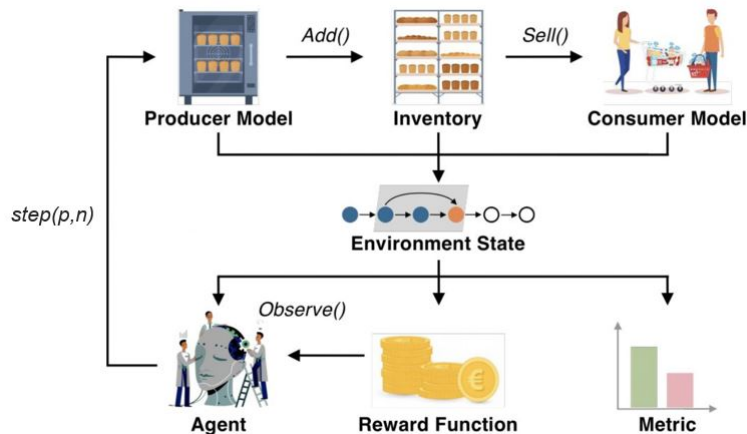 Add()
Sell()
Producer Model
Inventory
Consumer Model
step(p,n)
Environment State
Observe()
€
Agent
Reward Function
Metric